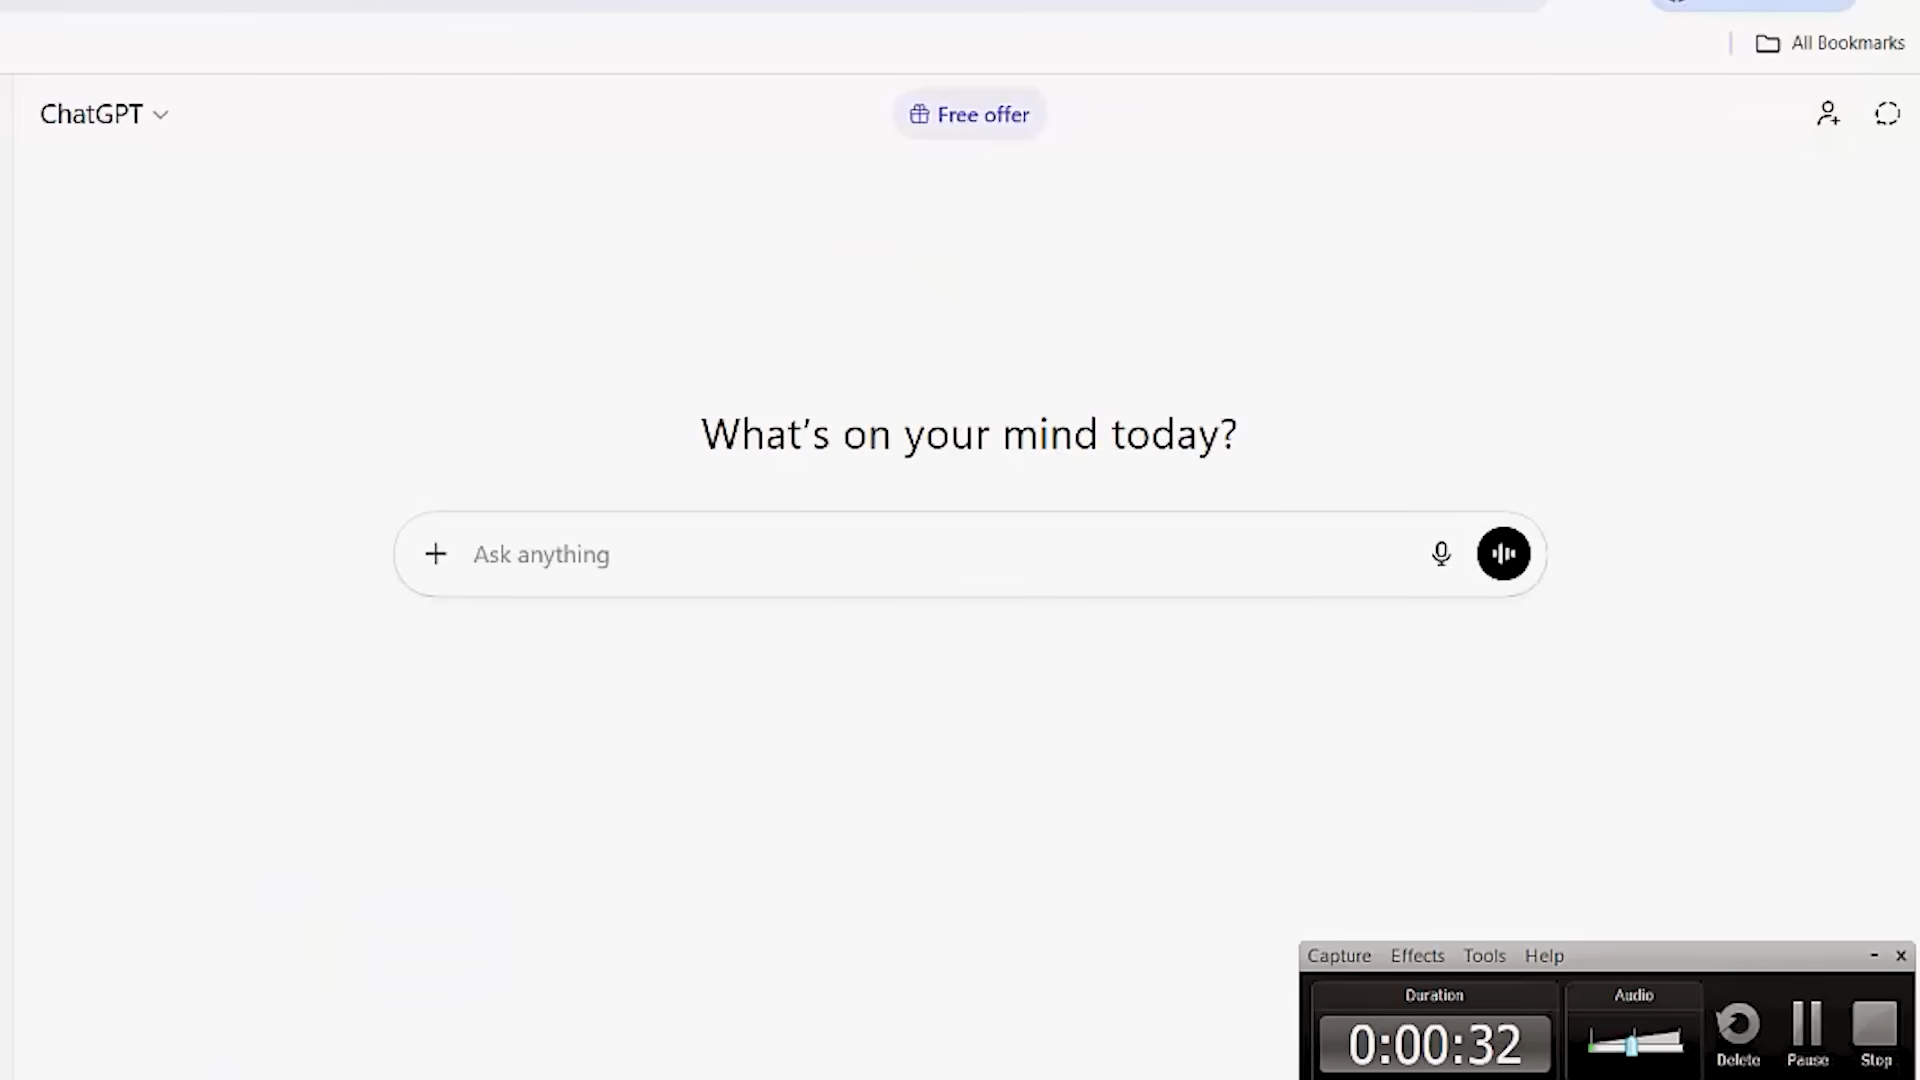 All Bookmarks
ChatGPT
Free offer
What's on your mind today?
Ask anything
Capture Effects Tools Help
Duration
Audio
0:00:32
Delete
Pause
Stop